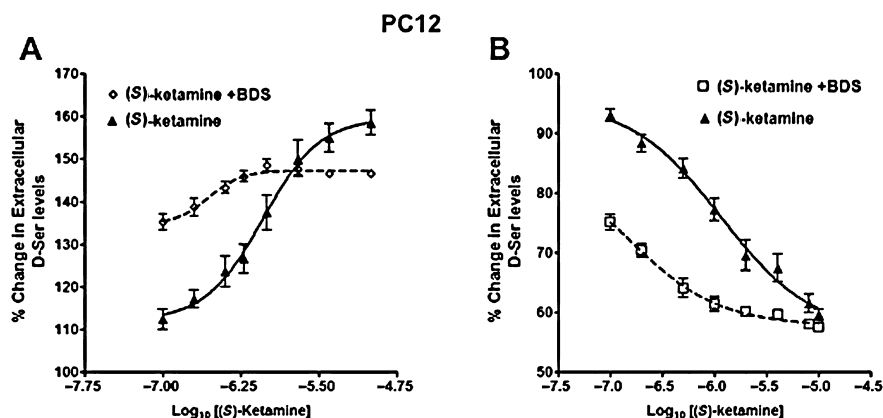 PC12
A
B
% Change in Extracellular
D-Ser levels
170
160
150
140
130
120
110
100
(S)-ketamine +BDS
(S)-ketamine
−7.75 −7.00 −6.25 −5.50 −4.75
Log10 [(S)-Ketamine]
% Change in Extracellular
D-Ser levels
100
90
80
70
60
50
(S)-ketamine +BDS
(S)-ketamine
−7.5 −7.0 −6.5 −6.0 −5.5 −5.0 −4.5
Log10 [(S)-ketamine]